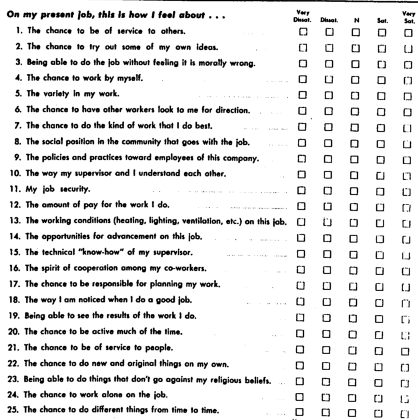 On my present job, this is how I feel about . . . Very Dissat. Dissat. N Sat. Very Sat.
1. The chance to be of service to others.
2. The chance to try out some of my own ideas.
3. Being able to do the job without feeling it is morally wrong.
4. The chance to work by myself.
5. The variety in my work.
6. The chance to have other workers look to me for direction.
7. The chance to do the kind of work that I do best.
8. The social position in the community that goes with the job.
9. The policies and practices toward employees of this company.
10. The way my supervisor and I understand each other.
11. My job security.
12. The amount of pay for the work I do.
13. The working conditions (heating, lighting, ventilation, etc.) on this job.
14. The opportunities for advancement on this job.
15. The technical "know-how" of my supervisor.
16. The spirit of cooperation among my co-workers.
17. The chance to be responsible for planning my work.
18. The way I am noticed when I do a good job.
19. Being able to see the results of the work I do.
20. The chance to be active much of the time.
21. The chance to be of service to people.
22. The chance to do new and original things on my own.
23. Being able to do things that don't go against my religious beliefs.
24. The chance to work alone on the job.
25. The chance to do different things from time to time.